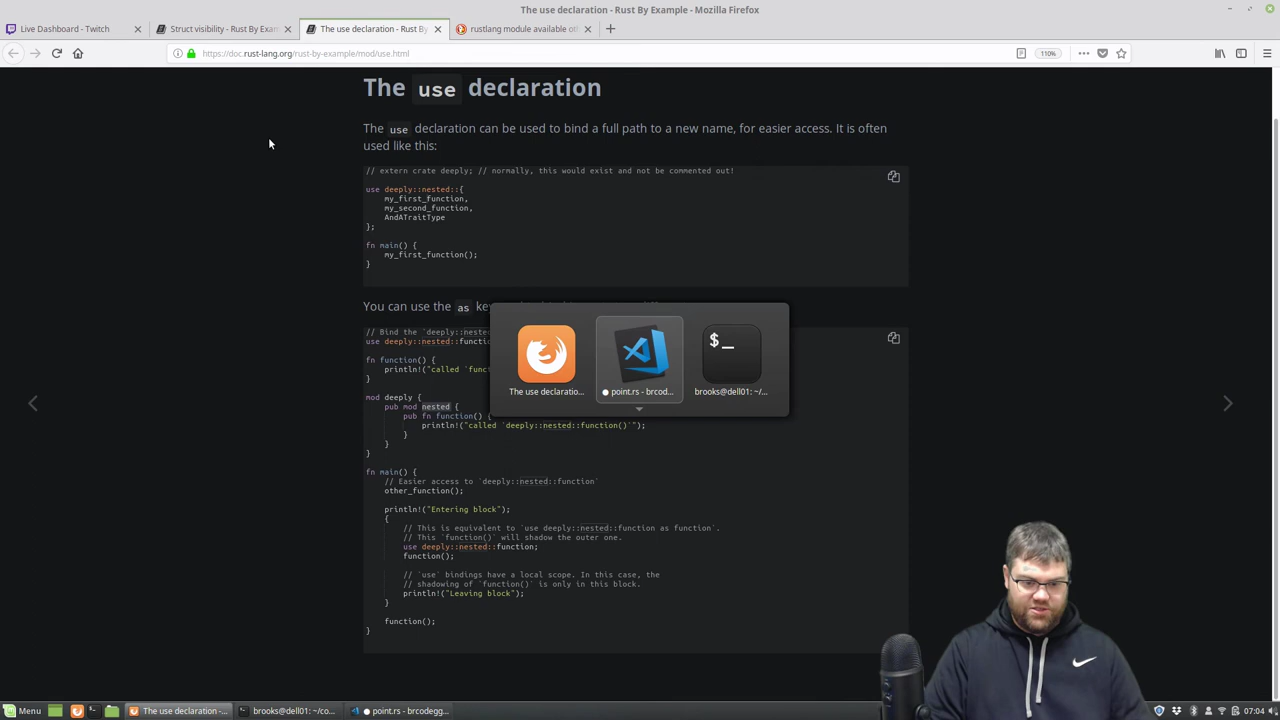 The use declaration - Rust By Example - Mozilla Firefox
Live Dashboard - Twitch
Struct visibility - Rust By Exam
The use declaration - Rust By
rustlang module available ot
https://doc.rust-lang.org/rust-by-example/mod/use.html
110%
The use declaration
The use declaration can be used to bind a full path to a new name, for easier access. It is often
used like this:
// extern crate deeply; // normally, this would exist and not be commented out!
use deeply::nested::{
my_first_function,
my_second_function,
AndATraitType
};
fn main() {
my_first_function();
}
You can use the as
// Bind the `deeply::nested
use deeply::nested::functio
fn function() {
println!("called `func
}
mod deeply {
pub mod nested {
pub fn function() {
println!("called `deeply::nested::function()`");
}
}
}
fn main() {
// Easier access to `deeply::nested::function`
other_function();
println!("Entering block");
{
// This is equivalent to `use deeply::nested::function as function`.
// This `function()` will shadow the outer one.
use deeply::nested::function;
function();
// `use` bindings have a local scope. In this case, the
// shadowing of `function()` is only in this block.
println!("Leaving block");
}
function();
}
$_
The use declaratio...
● point.rs - brcod...
brooks@dell01: ~/...
Menu
The use declaration -...
brooks@dell01: ~/co...
● point.rs - brcodegg...
07:04